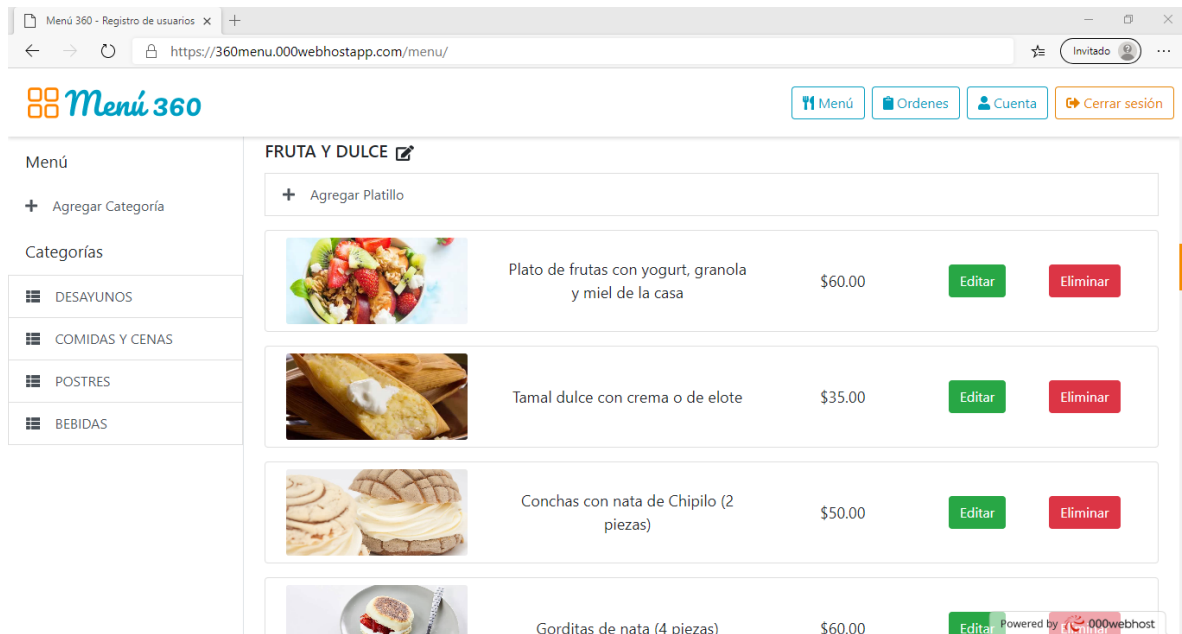 Menú 360 - Registro de usuarios
https://360menu.000webhostapp.com/menu/
Invitado
Menú 360
Menú
Ordenes
Cuenta
Cerrar sesión
Menú
Agregar Categoría
Categorías
DESAYUNOS
COMIDAS Y CENAS
POSTRES
BEBIDAS
FRUTA Y DULCE
Agregar Platillo
Plato de frutas con yogurt, granola
y miel de la casa
$60.00
Editar
Eliminar
Tamal dulce con crema o de elote
$35.00
Editar
Eliminar
Conchas con nata de Chipilo (2
piezas)
$50.00
Editar
Eliminar
Gorditas de nata (4 piezas)
$60.00
Editar
Powered by 000webhost